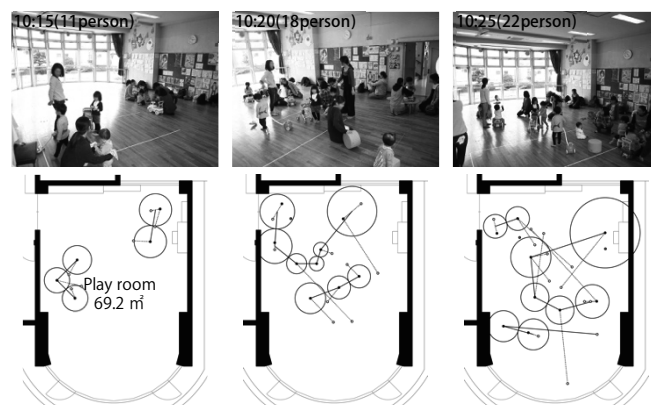 10:15(11person)
10:20(18person)
10:25(22person)
Play room
69.2 ㎡